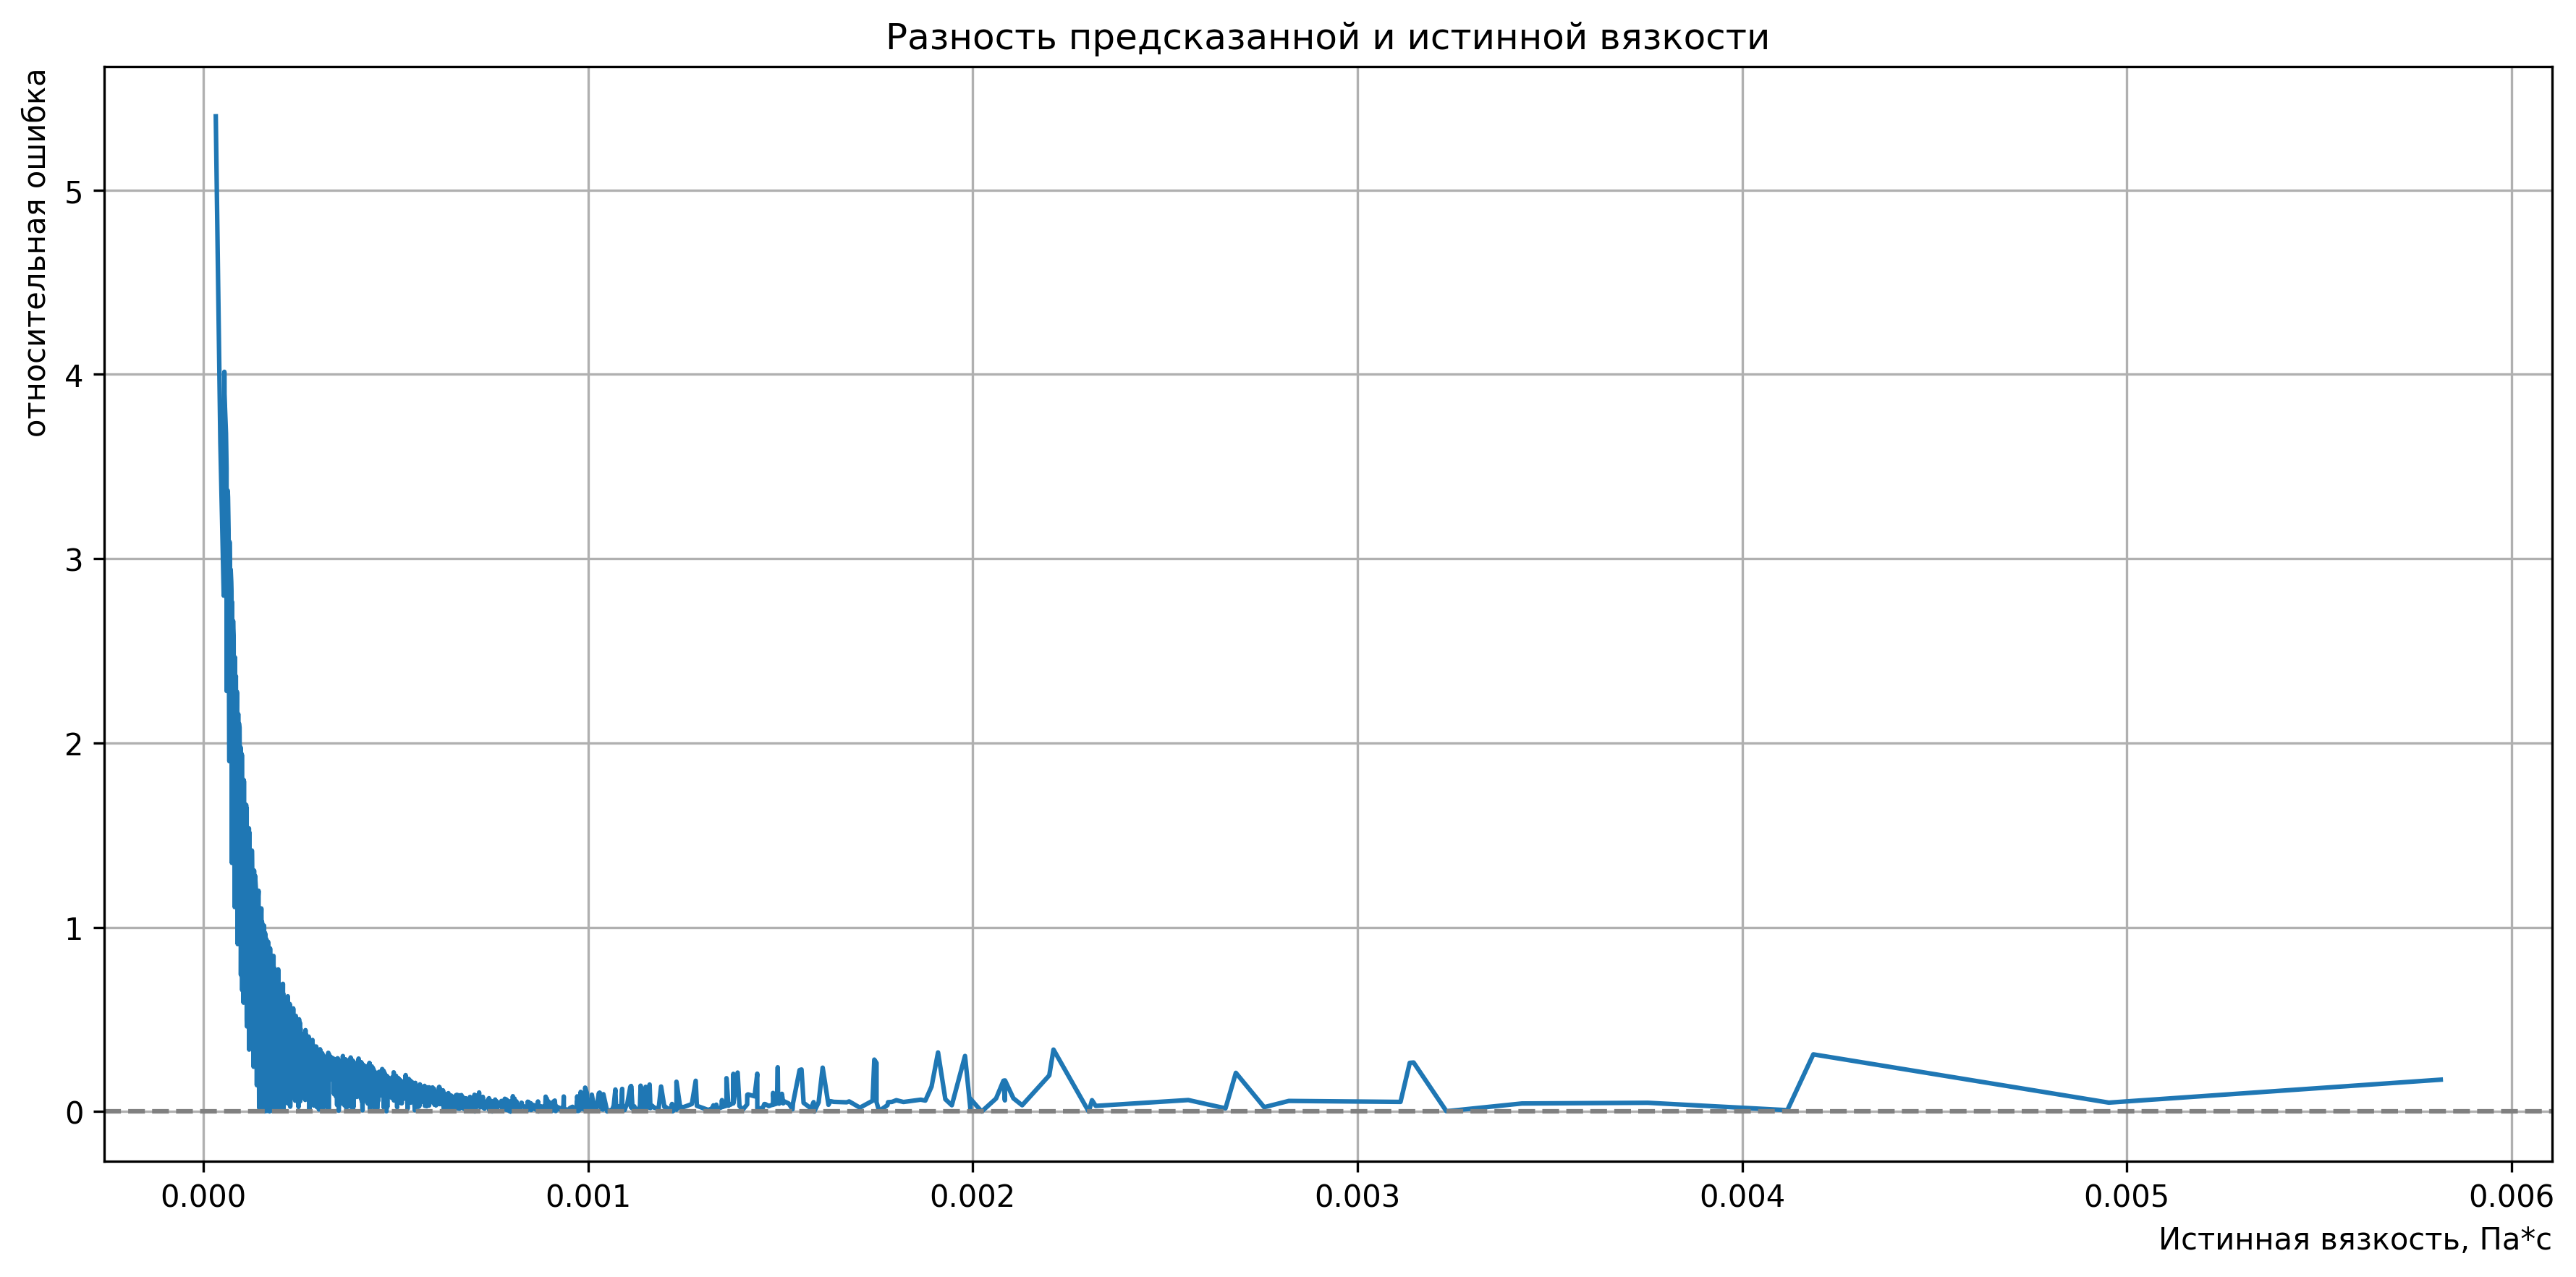 Разность предсказанной и истинной вязкости
относительная ошибка
5
4
3
2
1
0
0.000 0.001 0.002 0.003 0.004 0.005 0.006
Истинная вязкость, Па*с